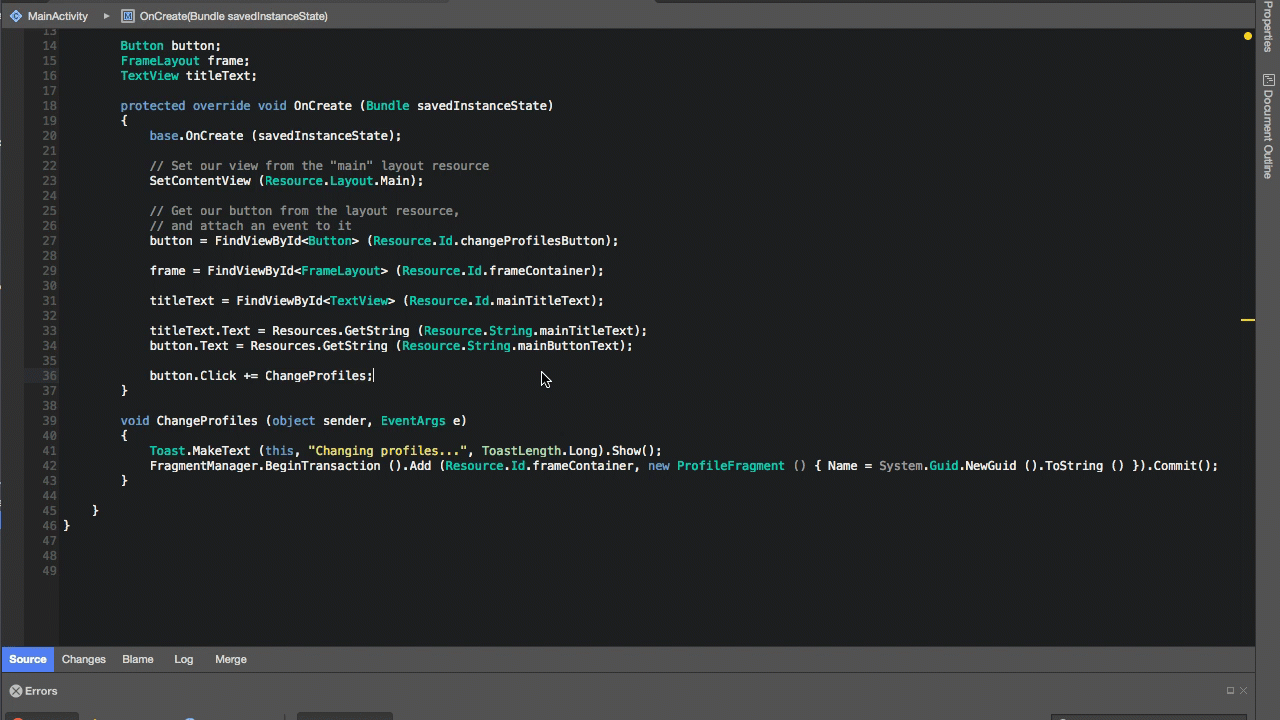 MainActivity ▸ OnCreate(Bundle savedInstanceState)
Properties
Document Outline
13
14 Button button;
15 FrameLayout frame;
16 TextView titleText;
17
18 protected override void OnCreate (Bundle savedInstanceState)
19 {
20 base.OnCreate (savedInstanceState);
21
22 // Set our view from the "main" layout resource
23 SetContentView (Resource.Layout.Main);
24
25 // Get our button from the layout resource,
26 // and attach an event to it
27 button = FindViewById<Button> (Resource.Id.changeProfilesButton);
28
29 frame = FindViewById<FrameLayout> (Resource.Id.frameContainer);
30
31 titleText = FindViewById<TextView> (Resource.Id.mainTitleText);
32
33 titleText.Text = Resources.GetString (Resource.String.mainTitleText);
34 button.Text = Resources.GetString (Resource.String.mainButtonText);
35
36 button.Click += ChangeProfiles;
37 }
38
39 void ChangeProfiles (object sender, EventArgs e)
40 {
41 Toast.MakeText (this, "Changing profiles...", ToastLength.Long).Show();
42 FragmentManager.BeginTransaction ().Add (Resource.Id.frameContainer, new ProfileFragment () { Name = System.Guid.NewGuid ().ToString () }).Commit();
43 }
44
45 }
46 }
47
48
49
Source Changes Blame Log Merge
Errors